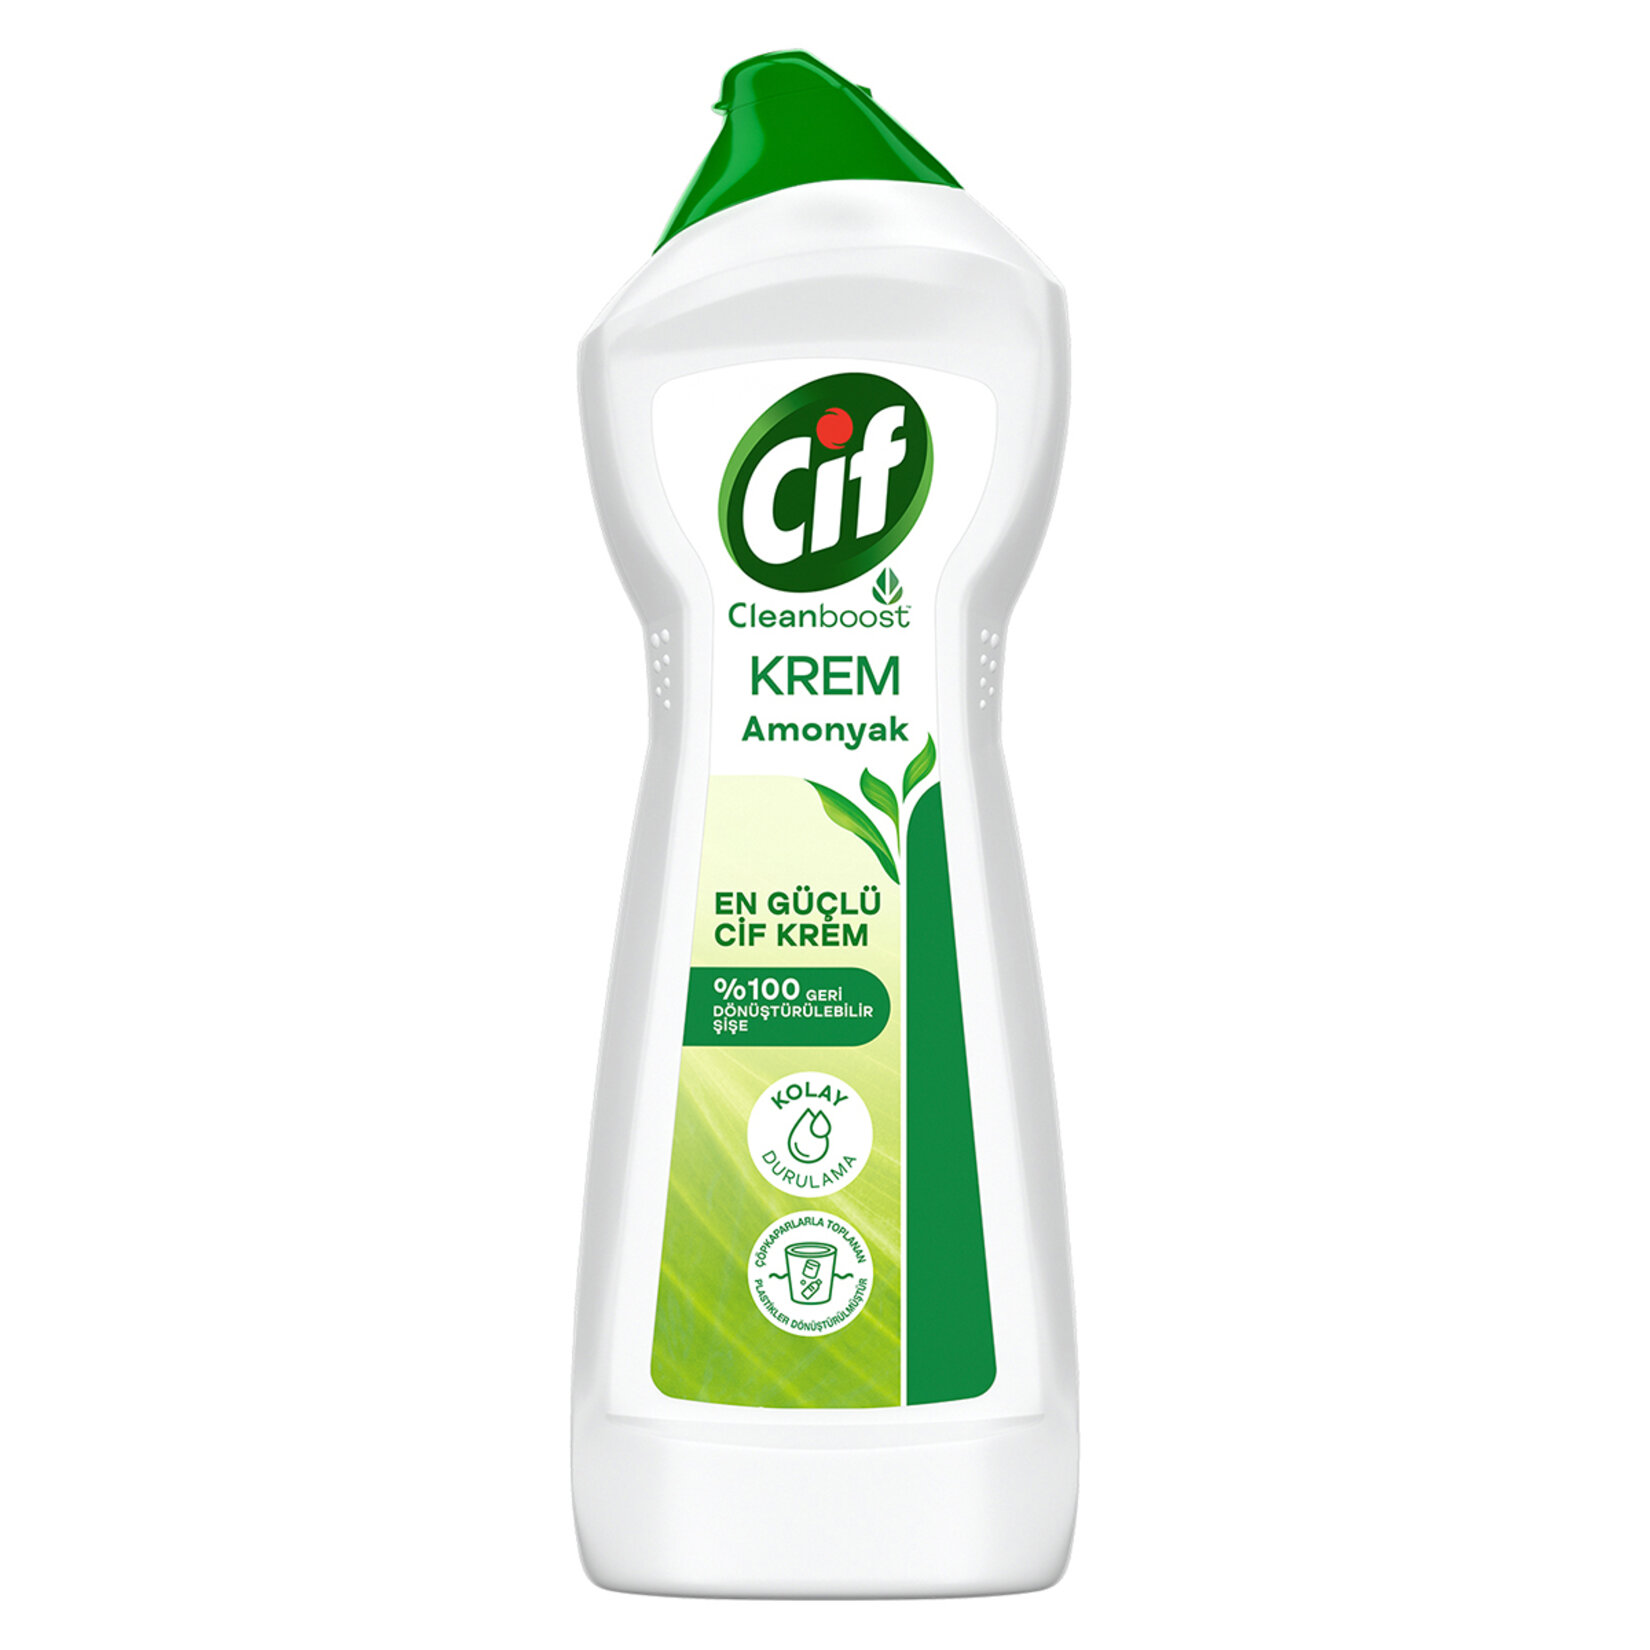 Cif
Cleanboost™
KREM
Amonyak
EN GÜÇLÜ
CİF KREM
%100 GERİ
DÖNÜŞTÜRÜLEBİLİR
ŞİŞE
KOLAY
DURULAMA
ÇÖPKAPARLARLA TOPLANAN
PLASTİKLER DÖNÜŞTÜRÜLMÜŞTÜR